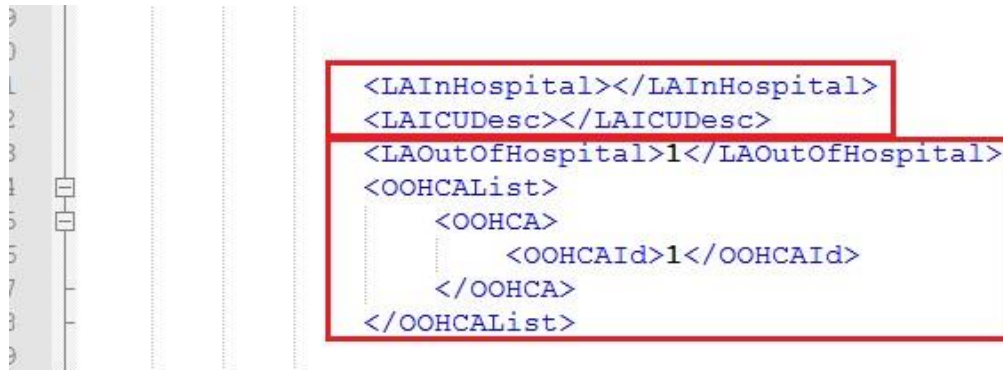 <LAInHospital></LAInHospital>
<LAICUDesc></LAICUDesc>
<LAOutOfHospital>1</LAOutOfHospital>
<OOHCAList>
<OOHCA>
<OOHCAId>1</OOHCAId>
</OOHCA>
</OOHCAList>